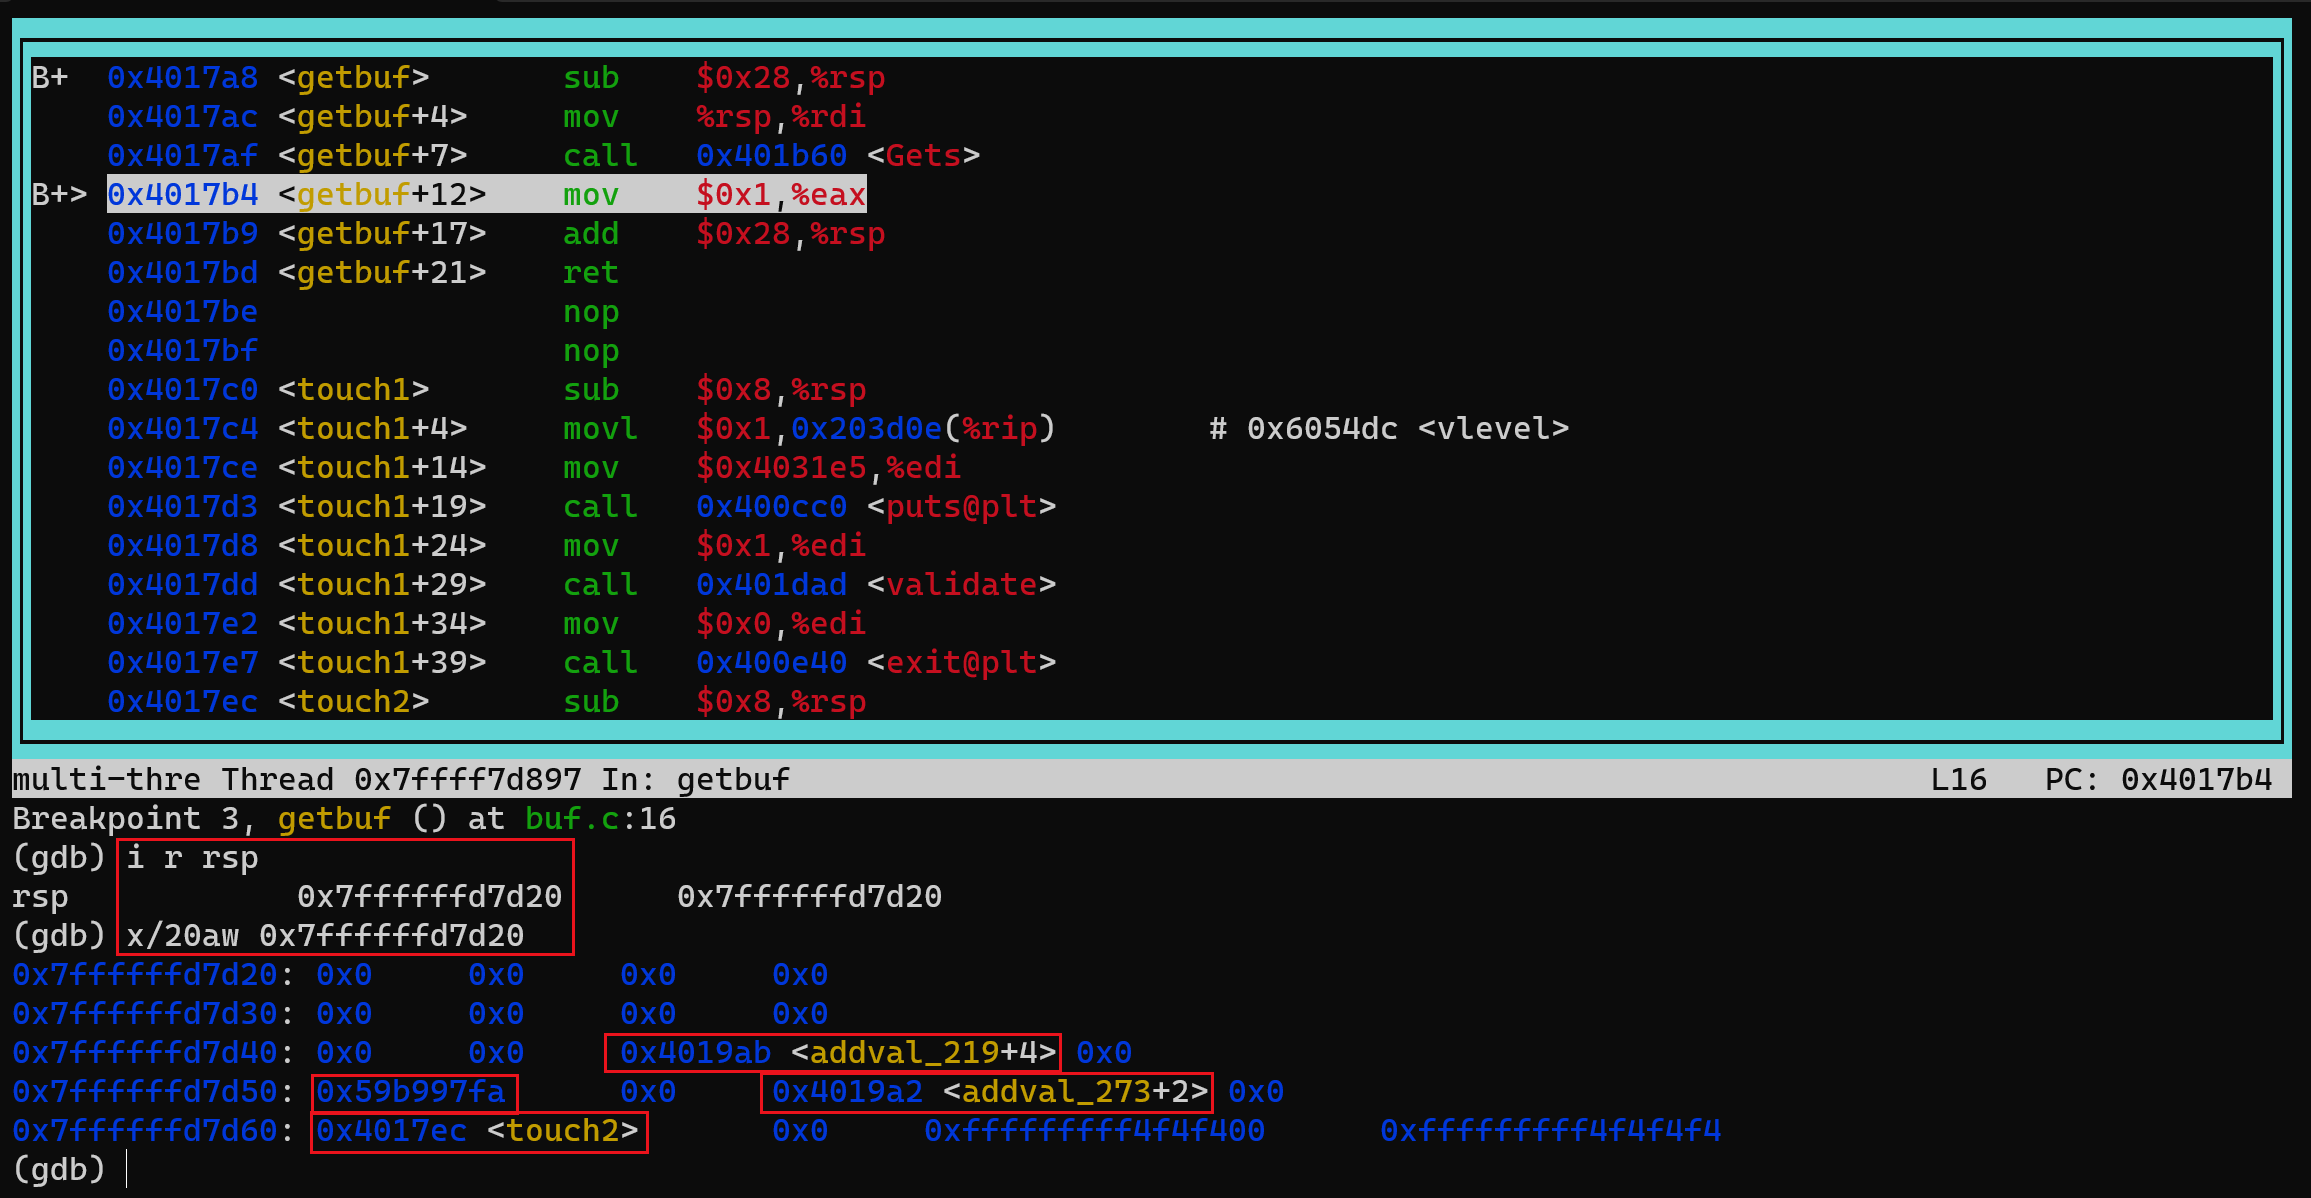 B+ 0x4017a8 <getbuf> sub $0x28,%rsp
0x4017ac <getbuf+4> mov %rsp,%rdi
0x4017af <getbuf+7> call 0x401b60 <Gets>
B+> 0x4017b4 <getbuf+12> mov $0x1,%eax
0x4017b9 <getbuf+17> add $0x28,%rsp
0x4017bd <getbuf+21> ret
0x4017be nop
0x4017bf nop
0x4017c0 <touch1> sub $0x8,%rsp
0x4017c4 <touch1+4> movl $0x1,0x203d0e(%rip) # 0x6054dc <vlevel>
0x4017ce <touch1+14> mov $0x4031e5,%edi
0x4017d3 <touch1+19> call 0x400cc0 <puts@plt>
0x4017d8 <touch1+24> mov $0x1,%edi
0x4017dd <touch1+29> call 0x401dad <validate>
0x4017e2 <touch1+34> mov $0x0,%edi
0x4017e7 <touch1+39> call 0x400e40 <exit@plt>
0x4017ec <touch2> sub $0x8,%rsp
multi-thre Thread 0x7ffff7d897 In: getbuf L16 PC: 0x4017b4
Breakpoint 3, getbuf () at buf.c:16
(gdb) i r rsp
rsp 0x7ffffffd7d20 0x7ffffffd7d20
(gdb) x/20aw 0x7ffffffd7d20
0x7ffffffd7d20: 0x0 0x0 0x0 0x0
0x7ffffffd7d30: 0x0 0x0 0x0 0x0
0x7ffffffd7d40: 0x0 0x0 0x4019ab <addval_219+4> 0x0
0x7ffffffd7d50: 0x59b997fa 0x0 0x4019a2 <addval_273+2> 0x0
0x7ffffffd7d60: 0x4017ec <touch2> 0x0 0xfffffffff4f4f400 0xfffffffff4f4f4f4
(gdb)